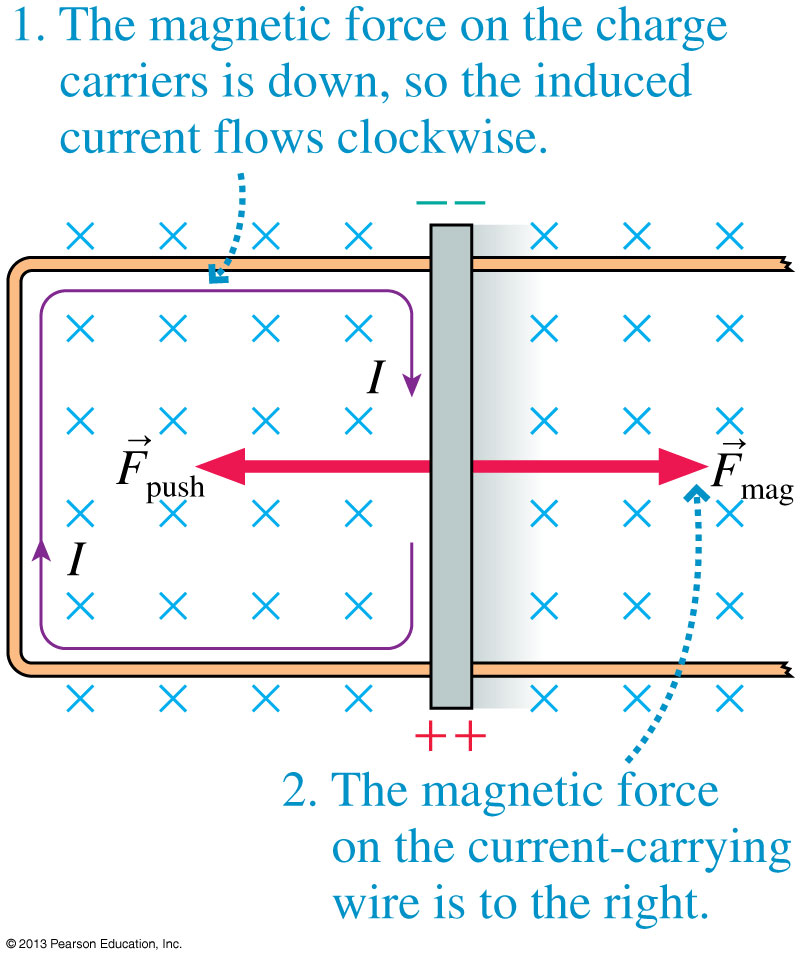 1. The magnetic force on the charge
carriers is down, so the induced
current flows clockwise.
− −
I
F⃗push
F⃗mag
I
+ +
2. The magnetic force
on the current-carrying
wire is to the right.
© 2013 Pearson Education, Inc.